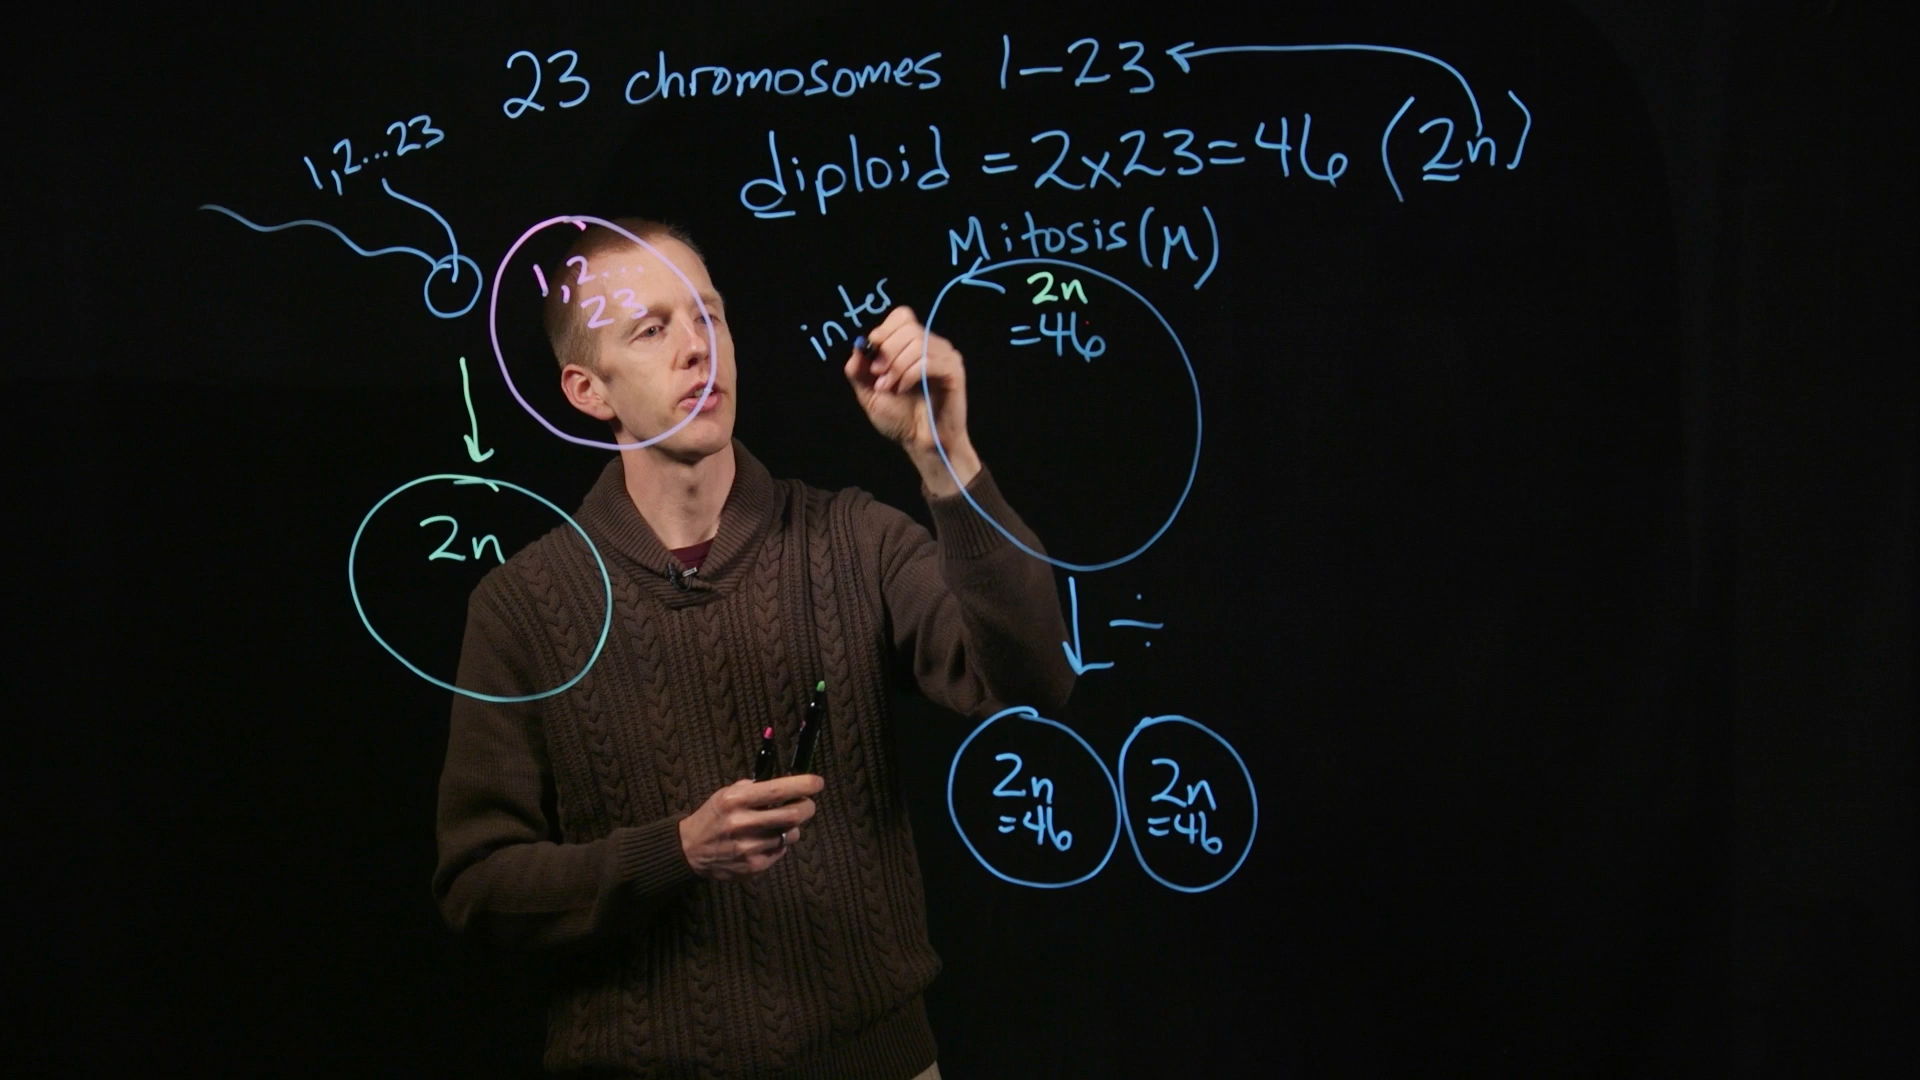 23 chromosomes 1-23
1,2...23
diploid = 2x23=46 (2n)
Mitosis (M)
1,2...
23
inter
2n
=46
2n
÷
2n
=46
2n
=46